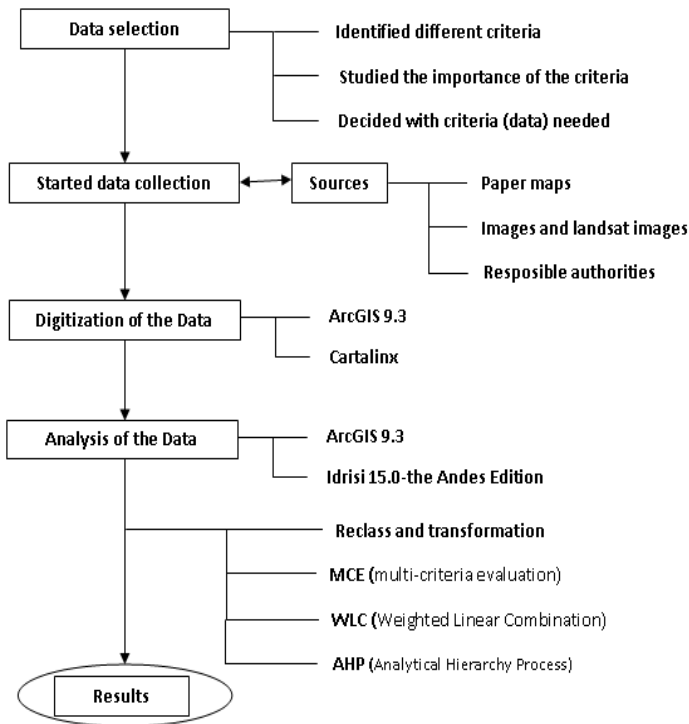 Data selection
Identified different criteria
Studied the importance of the criteria
Decided with criteria (data) needed
Started data collection
Sources
Paper maps
Images and landsat images
Resposible authorities
Digitization of the Data
ArcGIS 9.3
Cartalinx
Analysis of the Data
ArcGIS 9.3
Idrisi 15.0-the Andes Edition
Reclass and transformation
MCE (multi-criteria evaluation)
WLC (Weighted Linear Combination)
AHP (Analytical Hierarchy Process)
Results